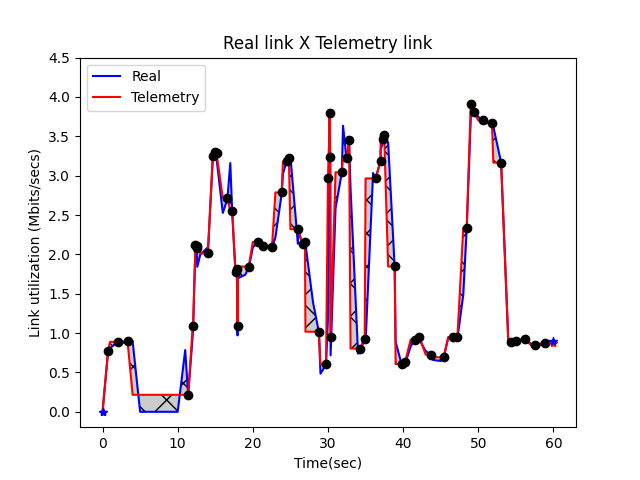 Real link X Telemetry link
Real
Telemetry
Link utilization (Mbits/secs)
4.5
4.0
3.5
3.0
2.5
2.0
1.5
1.0
0.5
0.0
0 10 20 30 40 50 60
Time(sec)